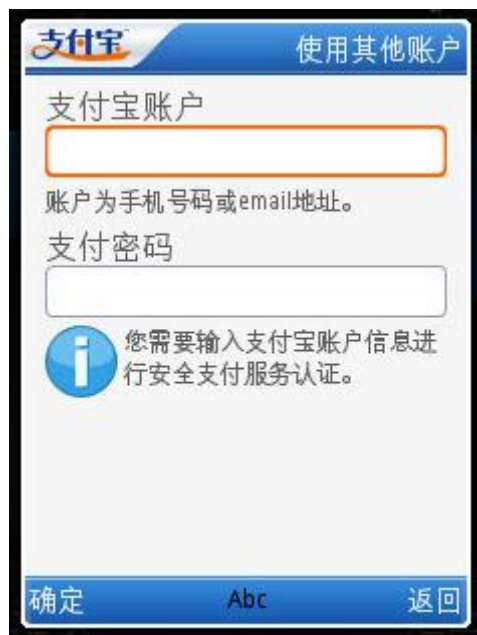 支付宝 使用其他账户
支付宝账户
账户为手机号码或email地址。
支付密码
您需要输入支付宝账户信息进
行安全支付服务认证。
确定 Abc 返回